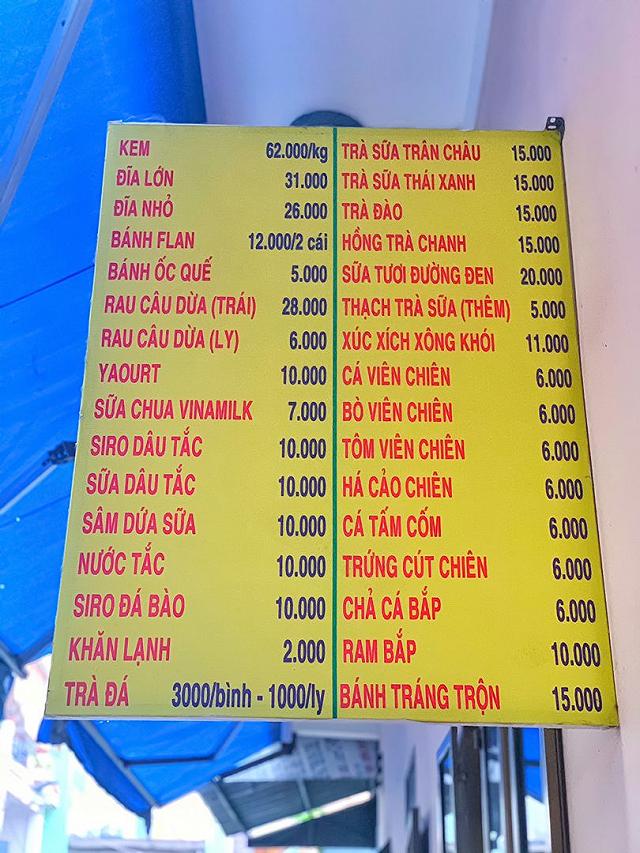 KEM 62.000/kg
ĐĨA LỚN 31.000
ĐĨA NHỎ 26.000
BÁNH FLAN 12.000/2 cái
BÁNH ỐC QUẾ 5.000
RAU CÂU DỪA (TRÁI) 28.000
RAU CÂU DỪA (LY) 6.000
YAOURT 10.000
SỮA CHUA VINAMILK 7.000
SIRO DÂU TẮC 10.000
SỮA DÂU TẮC 10.000
SÂM DỨA SỮA 10.000
NƯỚC TẮC 10.000
SIRO ĐÁ BÀO 10.000
KHĂN LẠNH 2.000
TRÀ ĐÁ 3000/bình - 1000/ly
TRÀ SỮA TRÂN CHÂU 15.000
TRÀ SỮA THÁI XANH 15.000
TRÀ ĐÀO 15.000
HỒNG TRÀ CHANH 15.000
SỮA TƯƠI ĐƯỜNG ĐEN 20.000
THẠCH TRÀ SỮA (THÊM) 5.000
XÚC XÍCH XÔNG KHÓI 11.000
CÁ VIÊN CHIÊN 6.000
BÒ VIÊN CHIÊN 6.000
TÔM VIÊN CHIÊN 6.000
HÁ CẢO CHIÊN 6.000
CÁ TẨM CỐM 6.000
TRỨNG CÚT CHIÊN 6.000
CHẢ CÁ BẮP 6.000
RAM BẮP 10.000
BÁNH TRÁNG TRỘN 15.000